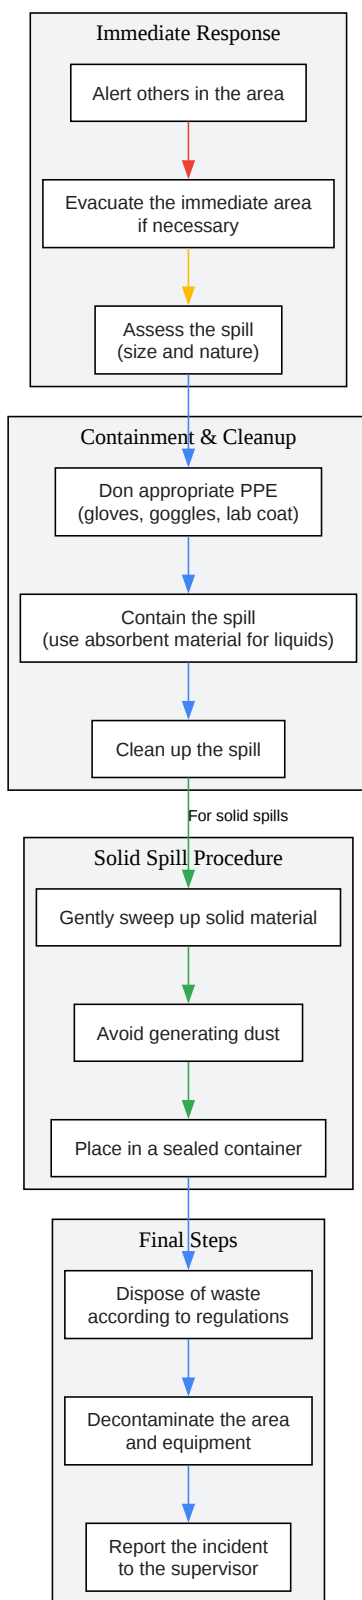 Immediate Response
Alert others in the area
Evacuate the immediate area
if necessary
Assess the spill
(size and nature)
Containment & Cleanup
Don appropriate PPE
(gloves, goggles, lab coat)
Contain the spill
(use absorbent material for liquids)
Clean up the spill
For solid spills
Solid Spill Procedure
Gently sweep up solid material
Avoid generating dust
Place in a sealed container
Final Steps
Dispose of waste
according to regulations
Decontaminate the area
and equipment
Report the incident
to the supervisor